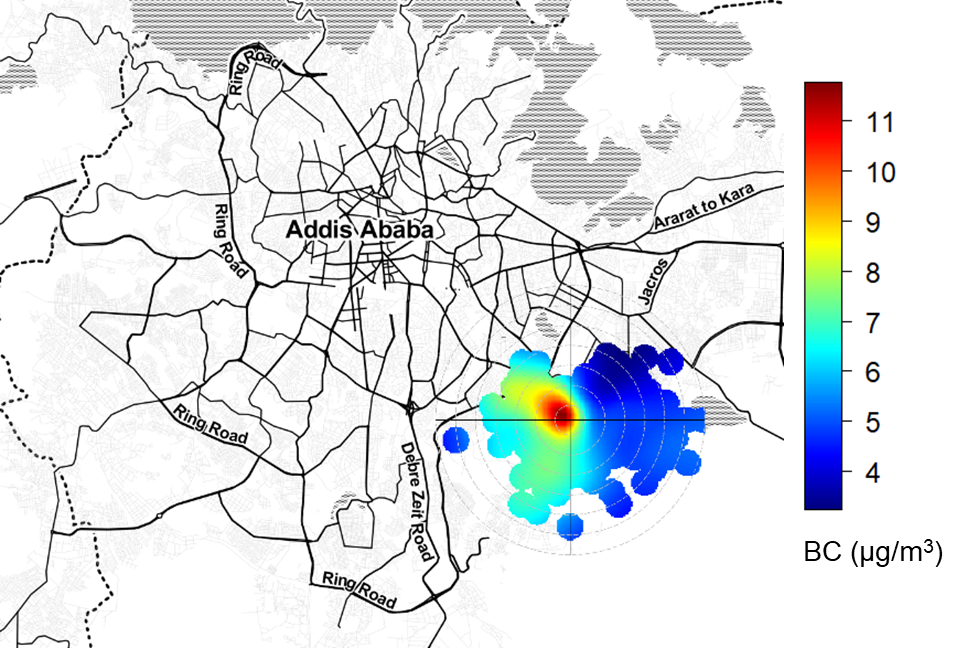 Ring Road
Ararat to Kara
Ring Road
Addis Ababa
Jacros
Ring Road
Debre Zeit Road
Ring Road
11
10
9
8
7
6
5
4
BC (µg/m³)